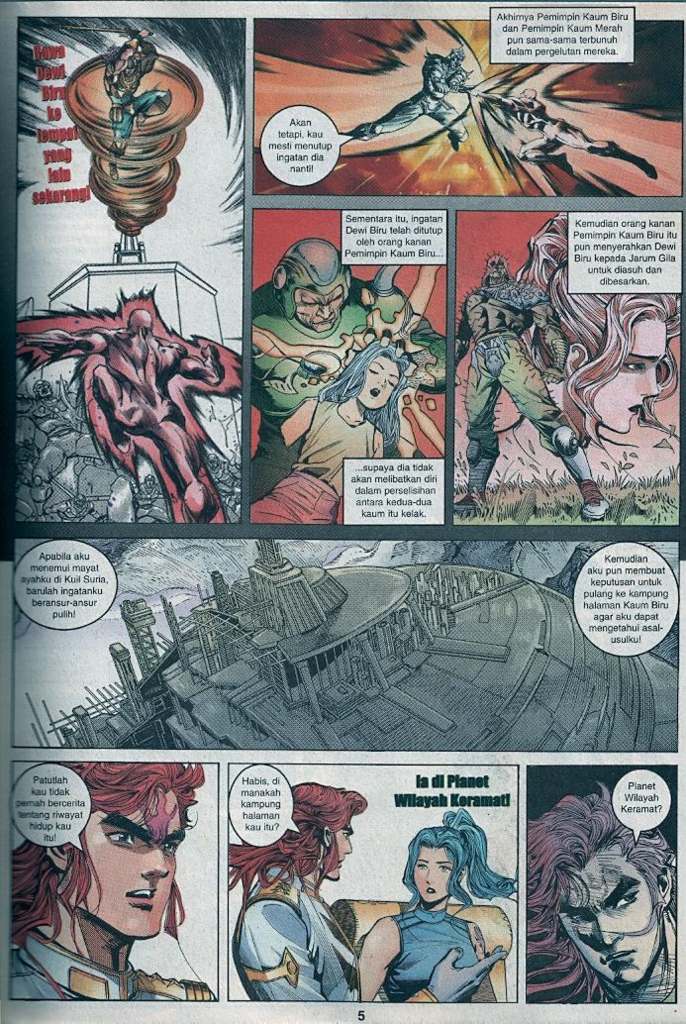 Bawa
Dewi
Biru
ke
tempat
yang
lain
sekarang!
Akhirnya Pemimpin Kaum Biru
dan Pemimpin Kaum Merah
pun sama-sama terbunuh
dalam pergelutan mereka.
Akan
tetapi, kau
mesti menutup
ingatan dia
nanti!
Sementara itu, ingatan
Dewi Biru telah ditutup
oleh orang kanan
Pemimpin Kaum Biru...
...supaya dia tidak
akan melibatkan diri
dalam perselisihan
antara kedua-dua
kaum itu kelak.
Kemudian orang kanan
Pemimpin Kaum Biru itu
pun menyerahkan Dewi
Biru kepada Jarum Gila
untuk diasuh dan
dibesarkan.
Apabila aku
menemui mayat
ayahku di Kuil Suria,
barulah ingatanku
beransur-ansur
pulih!
Kemudian
aku pun membuat
keputusan untuk
pulang ke kampung
halaman Kaum Biru
agar aku dapat
mengetahui asal-
usulku!
Patutlah
kau tidak
pernah bercerita
tentang riwayat
hidup kau
itu!
Habis, di
manakah
kampung
halaman
kau itu?
Ia di Planet
Wilayah Keramat!
Planet
Wilayah
Keramat?
5